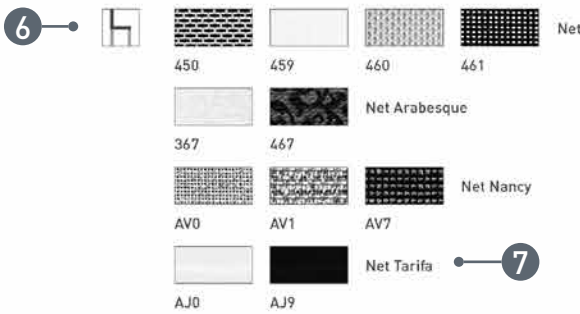 6
Net
450 459 460 461
Net Arabesque
367 467
Net Nancy
AV0 AV1 AV7
Net Tarifa 7
AJ0 AJ9